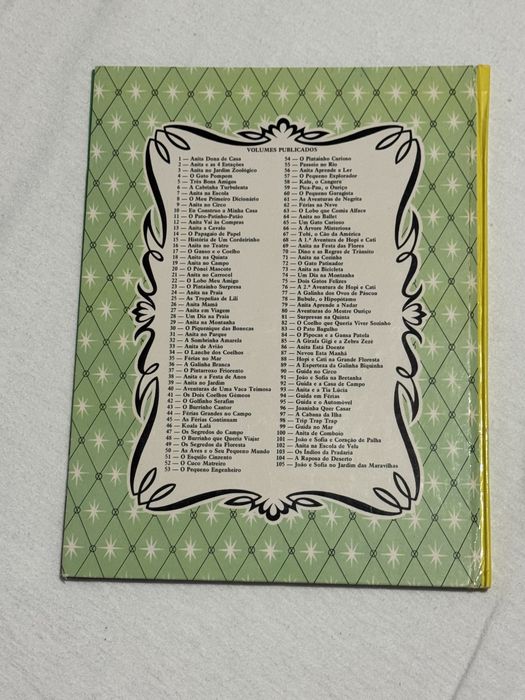 VOLUMES PUBLICADOS
1 — Anita Dona de Casa
2 — Anita e as 4 Estações
3 — Anita no Jardim Zoológico
4 — O Gato Pompom
5 — Três Bons Amigos
6 — A Cabrinha Turbulenta
7 — Anita na Escola
8 — O Meu Primeiro Dicionário
9 — Anita no Circo
10 — Eu Construo a Minha Casa
11 — O Pato-Patinho-Patão
12 — Anita Vai às Compras
13 — Anita a Cavalo
14 — O Papagaio de Papel
15 — História de Um Cordeirinho
16 — Anita no Teatro
17 — O Ganso e o Coelho
18 — Anita na Quinta
19 — Anita no Campo
20 — O Pónei Mascote
21 — Anita no Carrocel
22 — O Lobo Meu Amigo
23 — O Pintainho Surpresa
24 — Anita na Praia
25 — As Tropelias de Lili
26 — Anita Mamã
27 — Anita em Viagem
28 — Um Dia na Praia
29 — Anita na Montanha
30 — O Piquenique das Bonecas
31 — Anita no Parque
32 — A Sombrinha Amarela
33 — Anita de Avião
34 — O Lanche dos Coelhos
35 — Férias no Mar
36 — A Galinha Branca
37 — O Pintarroxo Friorento
38 — Anita e a Festa de Anos
39 — Anita no Jardim
40 — Aventuras de Uma Vaca Teimosa
41 — Os Dois Coelhos Gémeos
42 — O Golfinho Serafim
43 — O Burrinho Cantor
44 — Férias Grandes no Campo
45 — As Férias Continuam
46 — Koala Lalá
47 — Os Segredos do Campo
48 — O Burrinho que Queria Viajar
49 — Os Segredos da Floresta
50 — As Aves e o Seu Pequeno Mundo
51 — O Esquilo Cinzento
52 — O Cuco Matreiro
53 — O Pequeno Engenheiro
54 — O Pintainho Curioso
55 — Passeio no Rio
56 — Anita Aprende a Ler
57 — O Pequeno Explorador
58 — Kalu, o Canguru
59 — Pica-Pau, o Ouriço
60 — O Pequeno Garagista
61 — As Aventuras de Negrita
62 — Férias na Neve
63 — O Lobo que Comia Alface
64 — Anita no Ballet
65 — Um Gato Curioso
66 — A Árvore Misteriosa
67 — Tobi, o Cão da América
68 — A 1.ª Aventura de Hopi e Cati
69 — Anita na Festa das Flores
70 — Dino e as Regras de Trânsito
71 — Anita na Cozinha
72 — O Gato Patinador
73 — Anita na Bicicleta
74 — Um Dia na Montanha
75 — Dois Gatos Felizes
76 — A 2.ª Aventura de Hopi e Cati
77 — A Galinha dos Ovos de Páscoa
78 — Bubule, o Hipopótamo
79 — Anita Aprende a Nadar
80 — Aventuras do Mestre Ouriço
81 — Surpresas na Quinta
82 — O Coelho que Queria Viver Sozinho
83 — O Pato Bagulho
84 — O Pipocas e a Gansa Patola
85 — A Girafa Gigi e a Zebra Zezé
86 — Anita Está Doente
87 — Nevou Esta Manhã
88 — Hopi e Cati na Grande Floresta
89 — A Esperteza da Galinha Biquinha
90 — Guida no Circo
91 — João e Sofia na Bretanha
92 — Guida e a Casa de Campo
93 — Anita e a Tia Lúcia
94 — Guida em Férias
95 — Guida e o Automóvel
96 — Joaninha Quer Casar
97 — A Cabana da Ilha
98 — Trip Trap Trap
99 — Guida no Mar
100 — Anita de Comboio
101 — João e Sofia e Coração de Palha
102 — Anita na Escola de Vela
103 — Os Índios da Pradaria
104 — A Raposa do Deserto
105 — João e Sofia no Jardim das Maravilhas